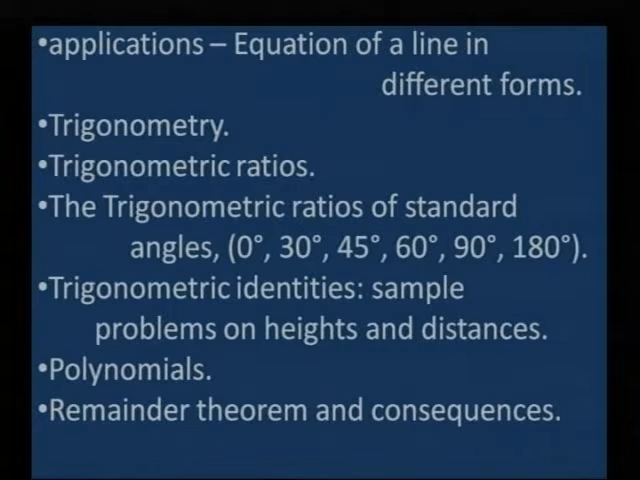 •applications – Equation of a line in
different forms.
•Trigonometry.
•Trigonometric ratios.
•The Trigonometric ratios of standard
angles, (0°, 30°, 45°, 60°, 90°, 180°).
•Trigonometric identities: sample
problems on heights and distances.
•Polynomials.
•Remainder theorem and consequences.